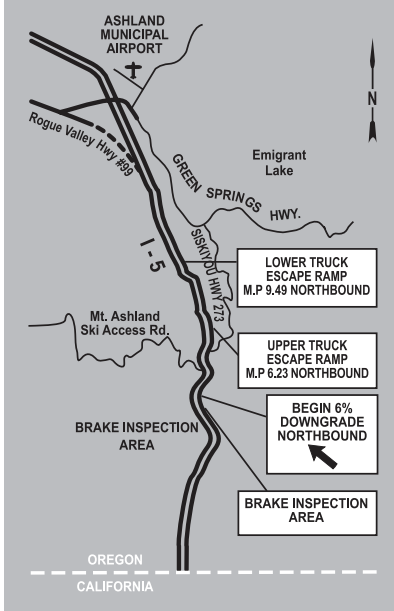 ASHLAND
MUNICIPAL
AIRPORT
N
Rogue Valley Hwy #99
GREEN SPRINGS
HWY.
Emigrant
Lake
SISKIYOU HWY 273
I - 5
LOWER TRUCK
ESCAPE RAMP
M.P 9.49 NORTHBOUND
Mt. Ashland
Ski Access Rd.
UPPER TRUCK
ESCAPE RAMP
M.P 6.23 NORTHBOUND
BEGIN 6%
DOWNGRADE
NORTHBOUND
BRAKE INSPECTION
AREA
BRAKE INSPECTION
AREA
OREGON
CALIFORNIA